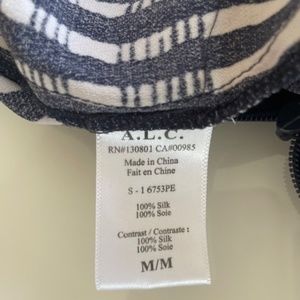 A.L.C.
RN#130801 CA#00985
Made in China
Fait en Chine
S - 1 6753PE
100% Silk
100% Soie
Contrast / Contraste :
100% Silk
100% Soie
M/M